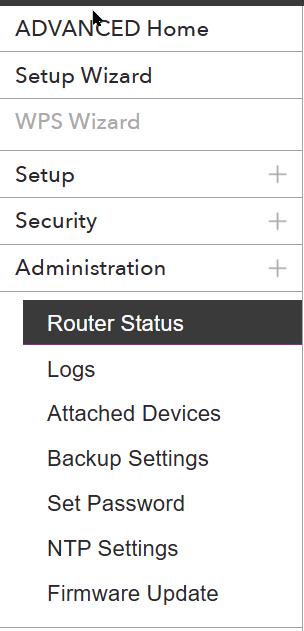 ADVANCED Home
Setup Wizard
WPS Wizard
Setup
Security
Administration
Router Status
Logs
Attached Devices
Backup Settings
Set Password
NTP Settings
Firmware Update